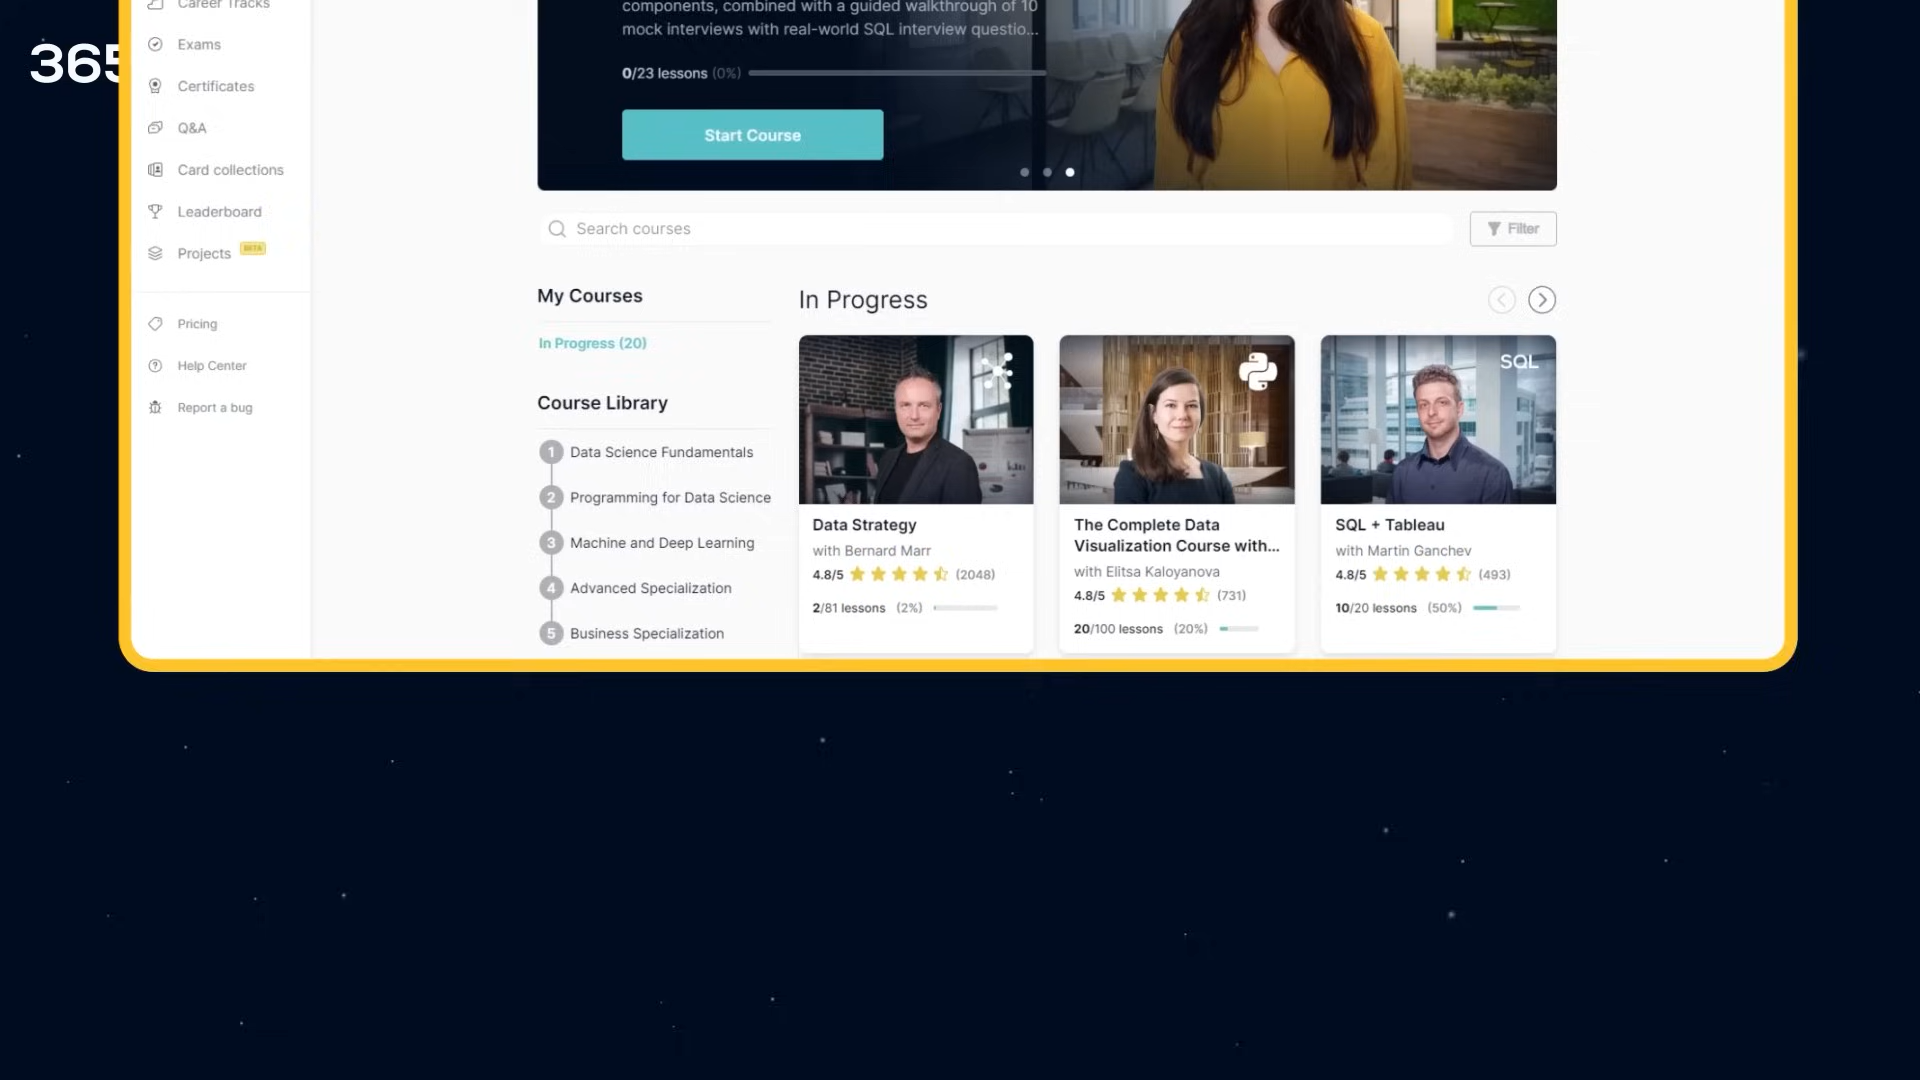 365
Career Tracks
Exams
Certificates
Q&A
Card collections
Leaderboard
Projects BETA
Pricing
Help Center
Report a bug
components, combined with a guided walkthrough of 10
mock interviews with real-world SQL interview questio...
0/23 lessons (0%)
Start Course
Search courses
Filter
My Courses
In Progress (20)
Course Library
1 Data Science Fundamentals
2 Programming for Data Science
3 Machine and Deep Learning
4 Advanced Specialization
5 Business Specialization
In Progress
Data Strategy
with Bernard Marr
4.8/5 (2048)
2/81 lessons (2%)
The Complete Data
Visualization Course with...
with Elitsa Kaloyanova
4.8/5 (731)
20/100 lessons (20%)
SQL
SQL + Tableau
with Martin Ganchev
4.8/5 (493)
10/20 lessons (50%)